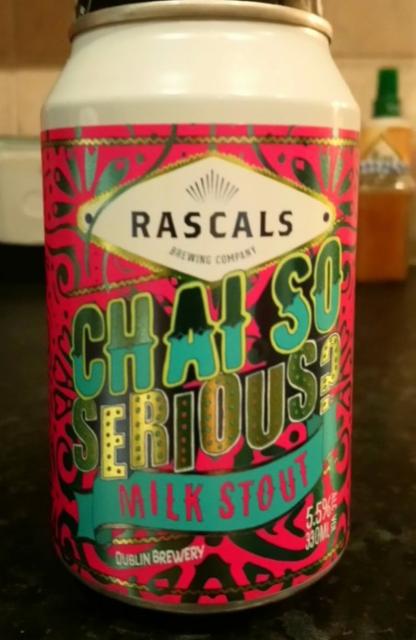 RASCALS
BREWING COMPANY
CHAI SO
SERIOUS?
MILK STOUT
5.5%
330ML
DUBLIN BREWERY